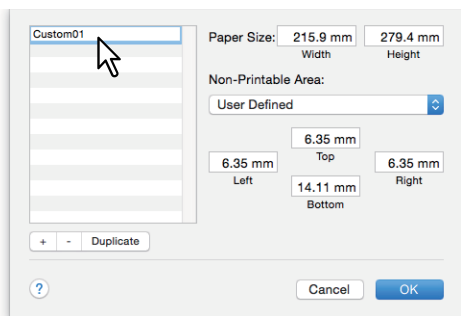 Custom01
Paper Size: 215.9 mm 279.4 mm
Width Height
Non-Printable Area:
User Defined
6.35 mm
Top
6.35 mm 6.35 mm
Left Right
14.11 mm
Bottom
+ - Duplicate
? Cancel OK